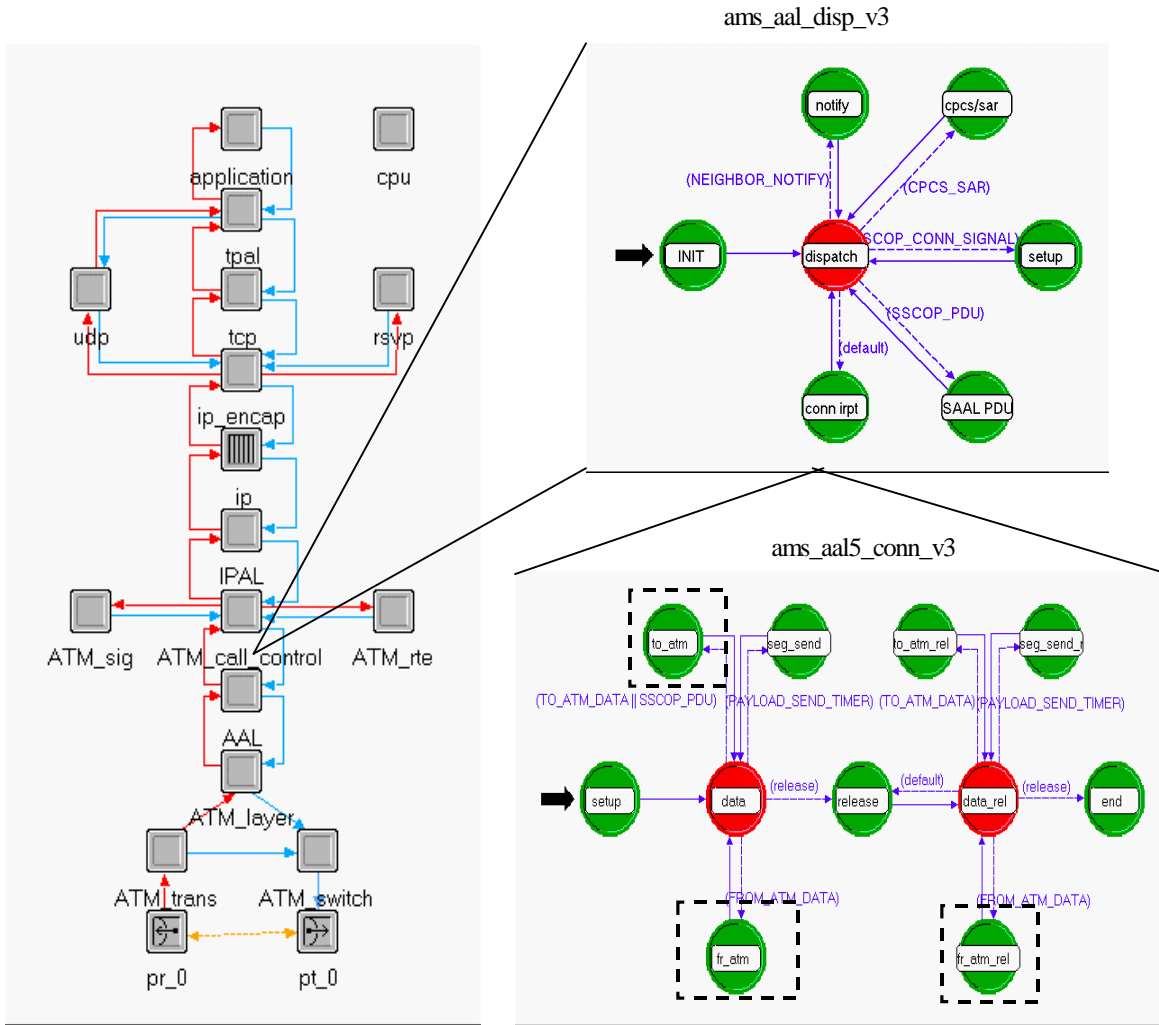 ams_aal_disp_v3
application
cpu
tpal
udp
tcp
rsvp
ip_encap
ip
IPAL
ATM_sig
ATM_call_control
ATM_rte
AAL
ATM_layer
ATM_trans
ATM_switch
pr_0
pt_0
notify
cpcs/sar
(NEIGHBOR_NOTIFY)
(CPCS_SAR)
SCOP_CONN_SIGNAL)
INIT
dispatch
setup
(SSCOP_PDU)
(default)
conn irpt
SAAL PDU
ams_aal5_conn_v3
to_atm
seg_send
to_atm_rel
seg_send_r
(TO_ATM_DATA || SSCOP_PDU)
(PAYLOAD_SEND_TIMER)
(TO_ATM_DATA)
(PAYLOAD_SEND_TIMER)
setup
data
(release)
release
(default)
data_rel
(release)
end
(FROM_ATM_DATA)
(FROM_ATM_DATA)
fr_atm
fr_atm_rel